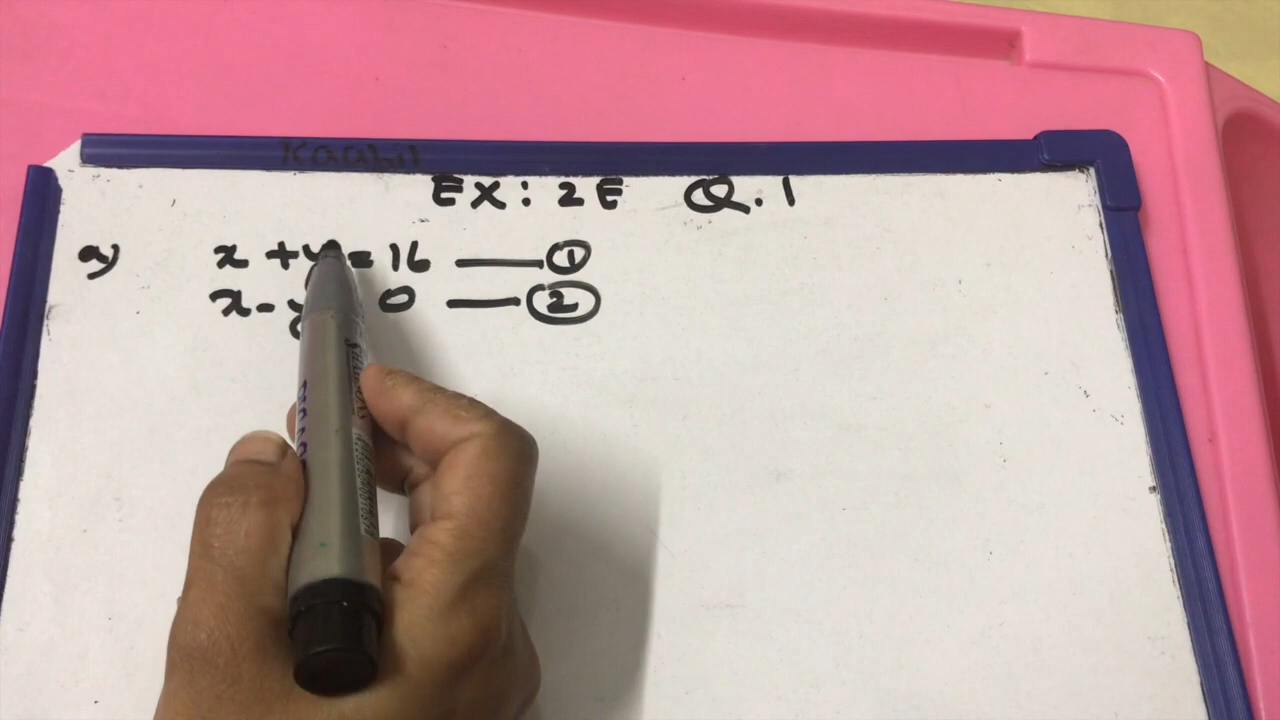 Kaabil
EX: 2E Q.1
a) x + y = 16 —— ①
x - y 0 —— ②